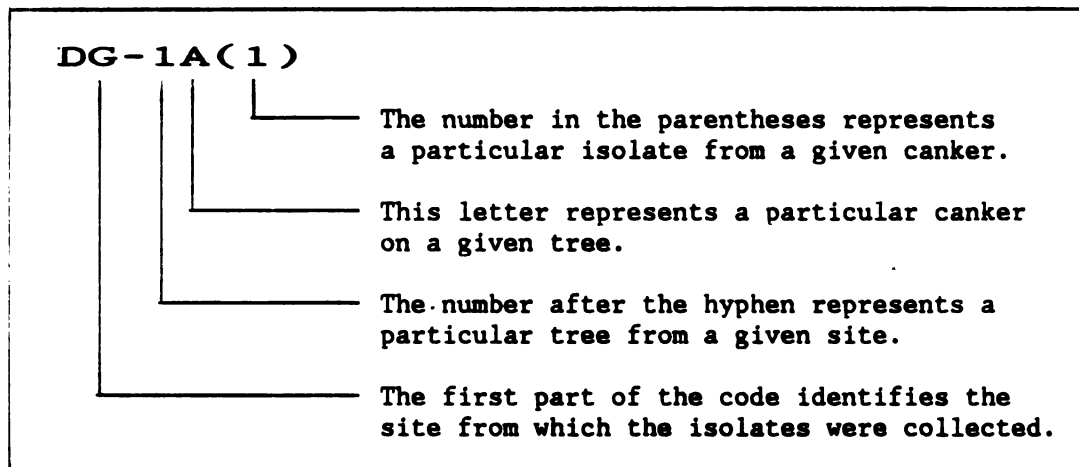 DG-1A(1)
The number in the parentheses represents
a particular isolate from a given canker.
This letter represents a particular canker
on a given tree.
The number after the hyphen represents a
particular tree from a given site.
The first part of the code identifies the
site from which the isolates were collected.